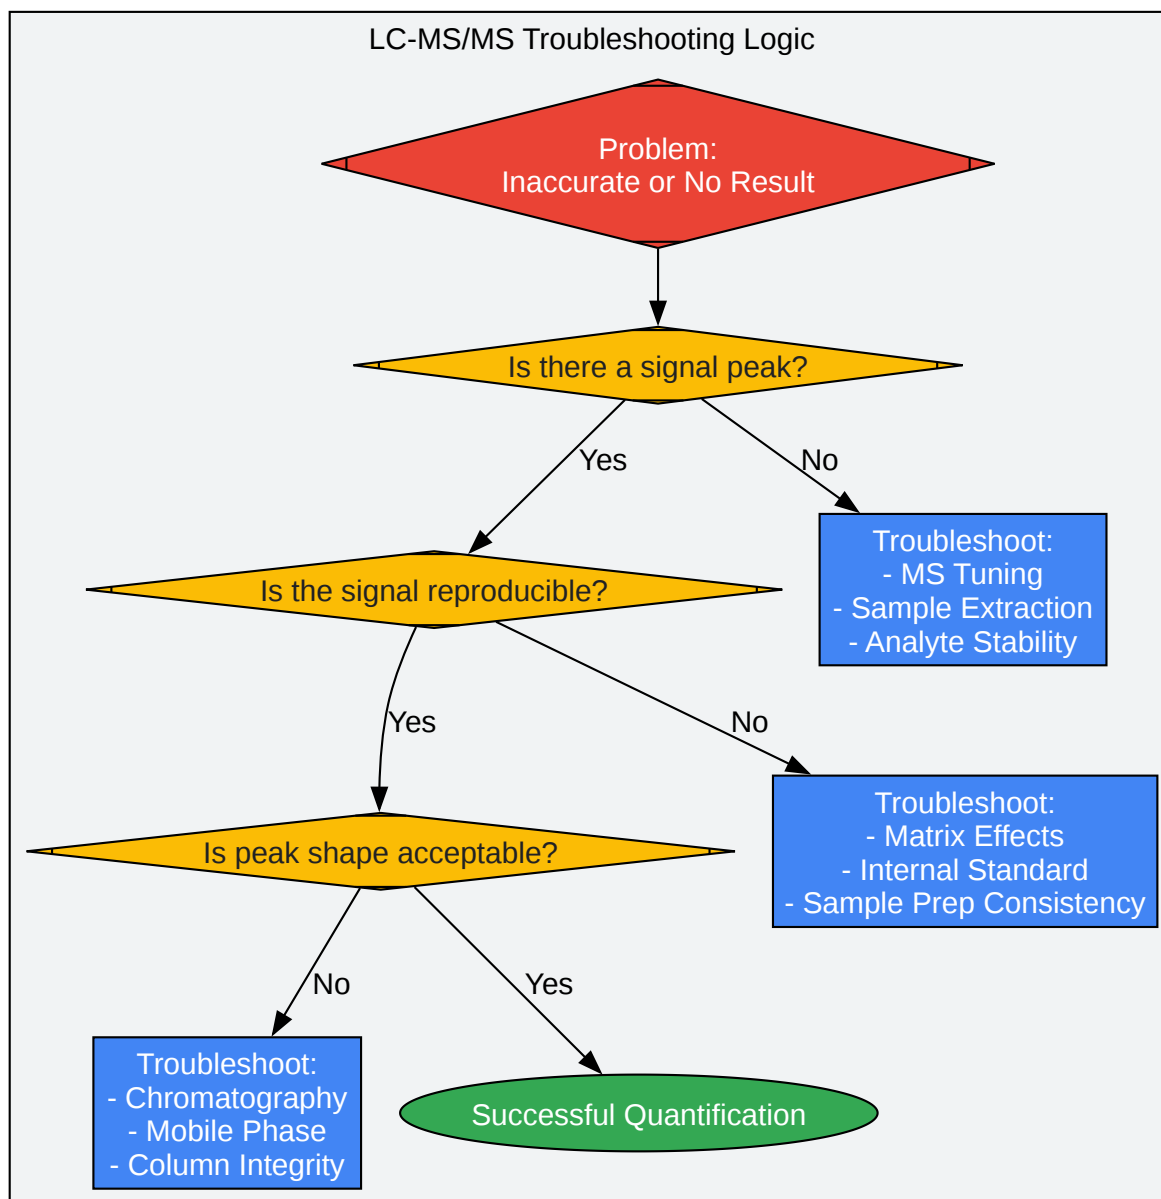 LC-MS/MS Troubleshooting Logic
Problem:
Inaccurate or No Result
Is there a signal peak?
Yes
No
Troubleshoot:
- MS Tuning
- Sample Extraction
- Analyte Stability
Is the signal reproducible?
Yes
No
Troubleshoot:
- Matrix Effects
- Internal Standard
- Sample Prep Consistency
Is peak shape acceptable?
No
Yes
Troubleshoot:
- Chromatography
- Mobile Phase
- Column Integrity
Successful Quantification